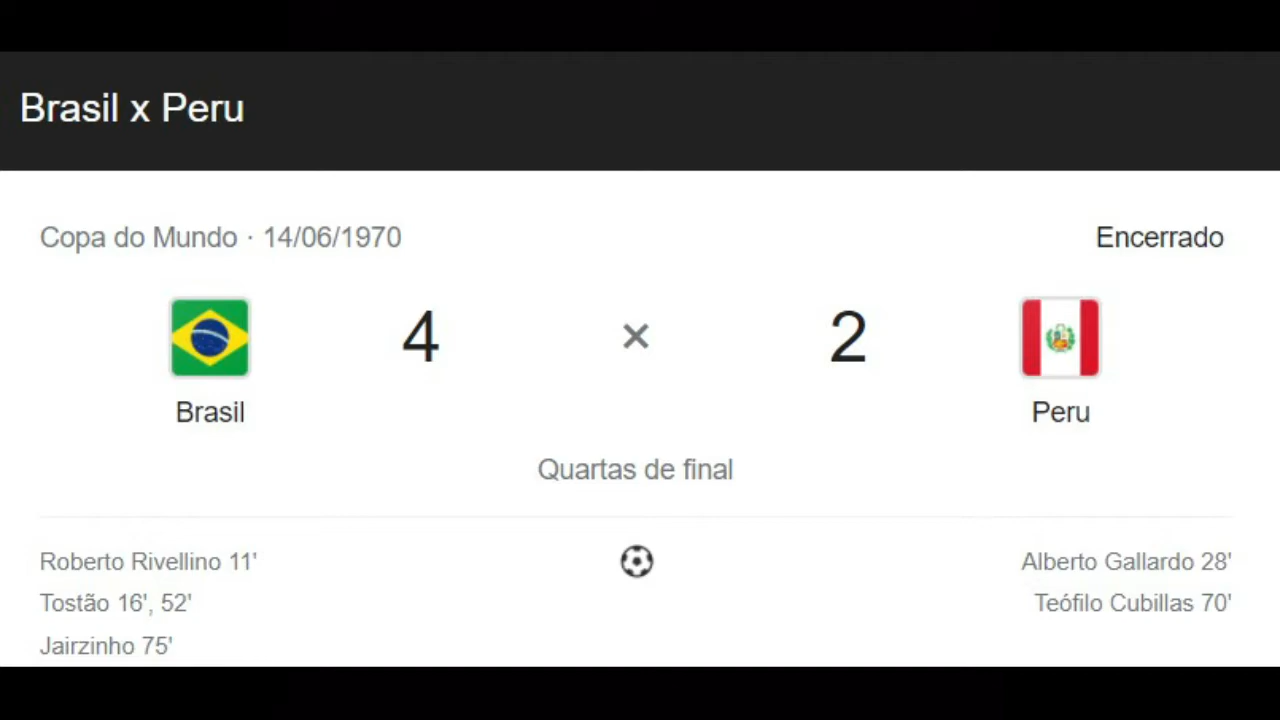 Brasil x Peru
Copa do Mundo · 14/06/1970 Encerrado
4 × 2
Brasil Peru
Quartas de final
Roberto Rivellino 11' Alberto Gallardo 28'
Tostão 16', 52' Teófilo Cubillas 70'
Jairzinho 75'